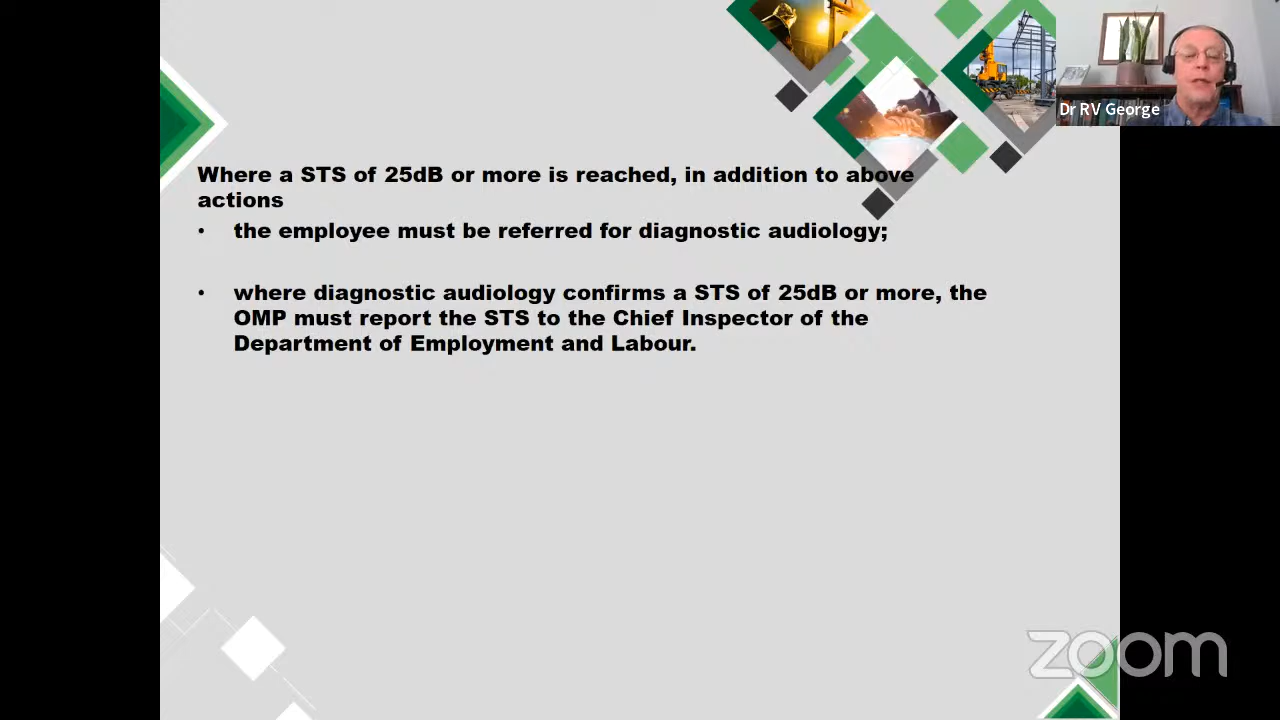 Dr RV George
Where a STS of 25dB or more is reached, in addition to above
actions
• the employee must be referred for diagnostic audiology;
• where diagnostic audiology confirms a STS of 25dB or more, the
OMP must report the STS to the Chief Inspector of the
Department of Employment and Labour.
zoom